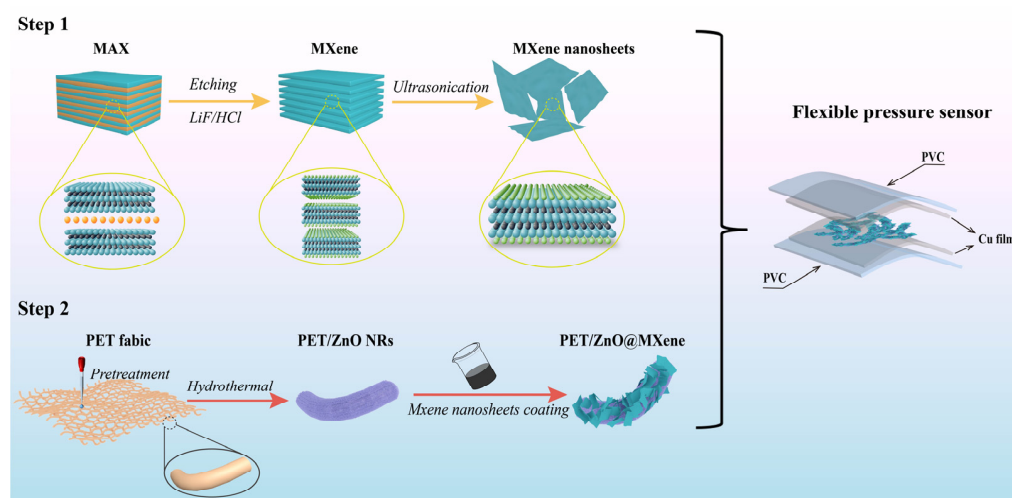 Step 1
MAX
MXene
MXene nanosheets
Etching
LiF/HCl
Ultrasonication
Flexible pressure sensor
PVC
Cu film
PVC
Step 2
PET fabic
PET/ZnO NRs
PET/ZnO@MXene
Pretreatment
Hydrothermal
Mxene nanosheets coating